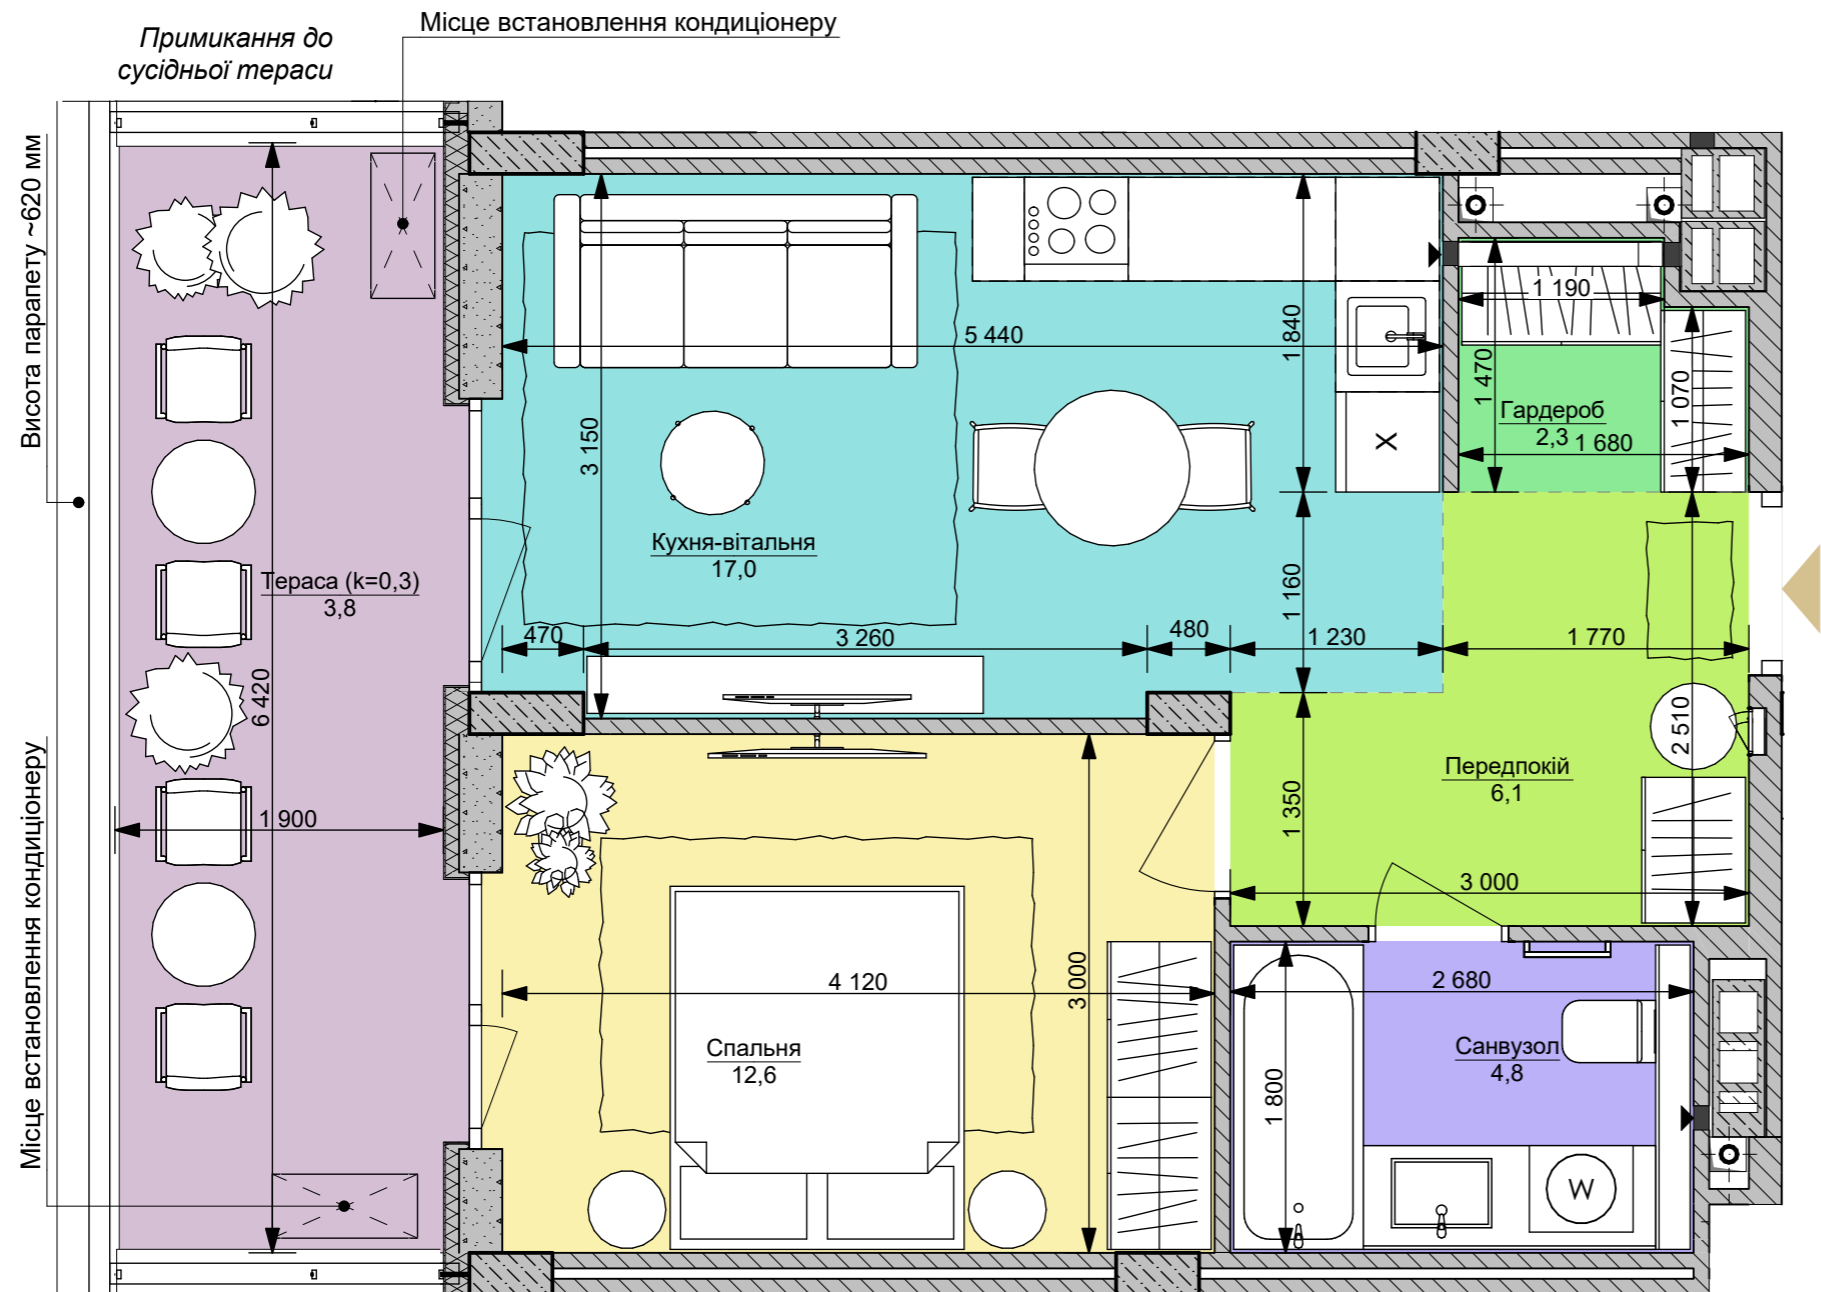 Місце встановлення кондиціонеру
Примикання до
сусідньої тераси
Висота парапету ~620 мм
1 190
5 440
1 840
1 470
1 070
Гардероб
2,3
1 680
3 150
X
Кухня-вітальня
17,0
Тераса (k=0,3)
3,8
1 160
470
3 260
480
1 230
1 770
6 420
2 510
Передпокій
6,1
1 350
Місце встановлення кондиціонеру
1 900
3 000
4 120
3 000
2 680
Спальня
12,6
Санвузол
4,8
1 800
W